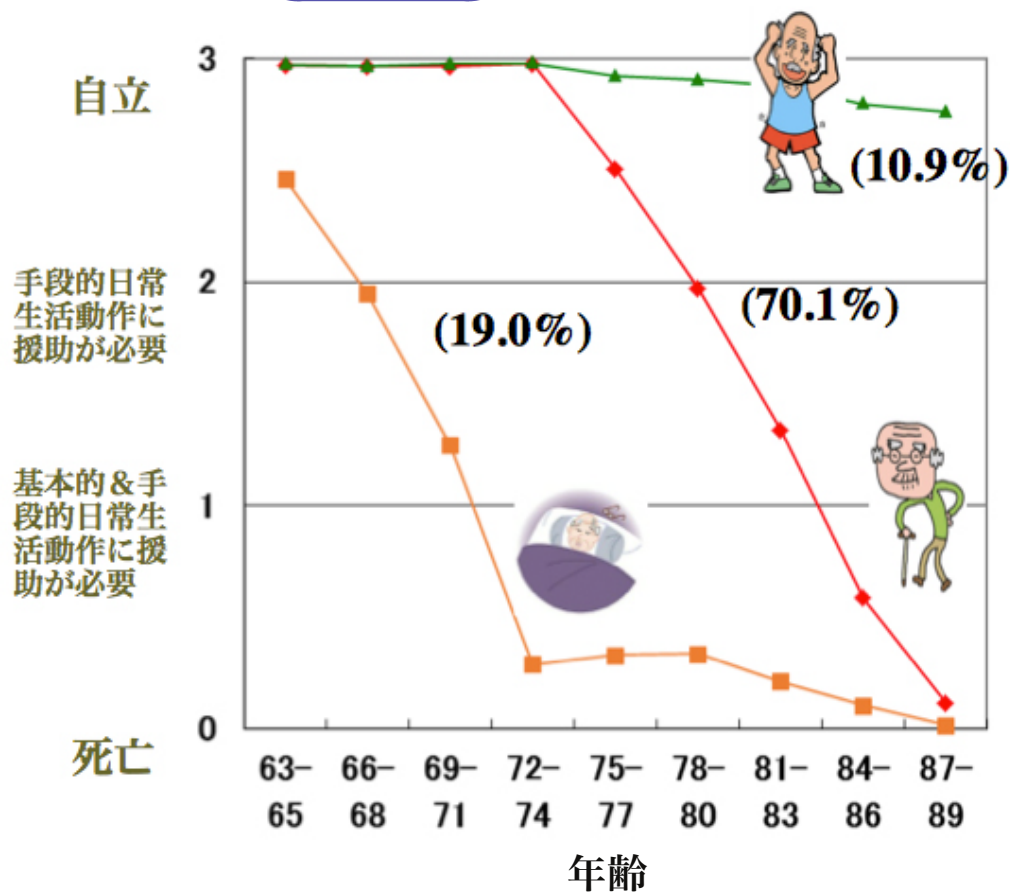 3
自立
(10.9%)
手段的日常
生活動作に
援助が必要
2
(19.0%)
(70.1%)
基本的＆手
段的日常生
活動作に援
助が必要
1
0
死亡
63–
65
66–
68
69–
71
72–
74
75–
77
78–
80
81–
83
84–
86
87–
89
年齢